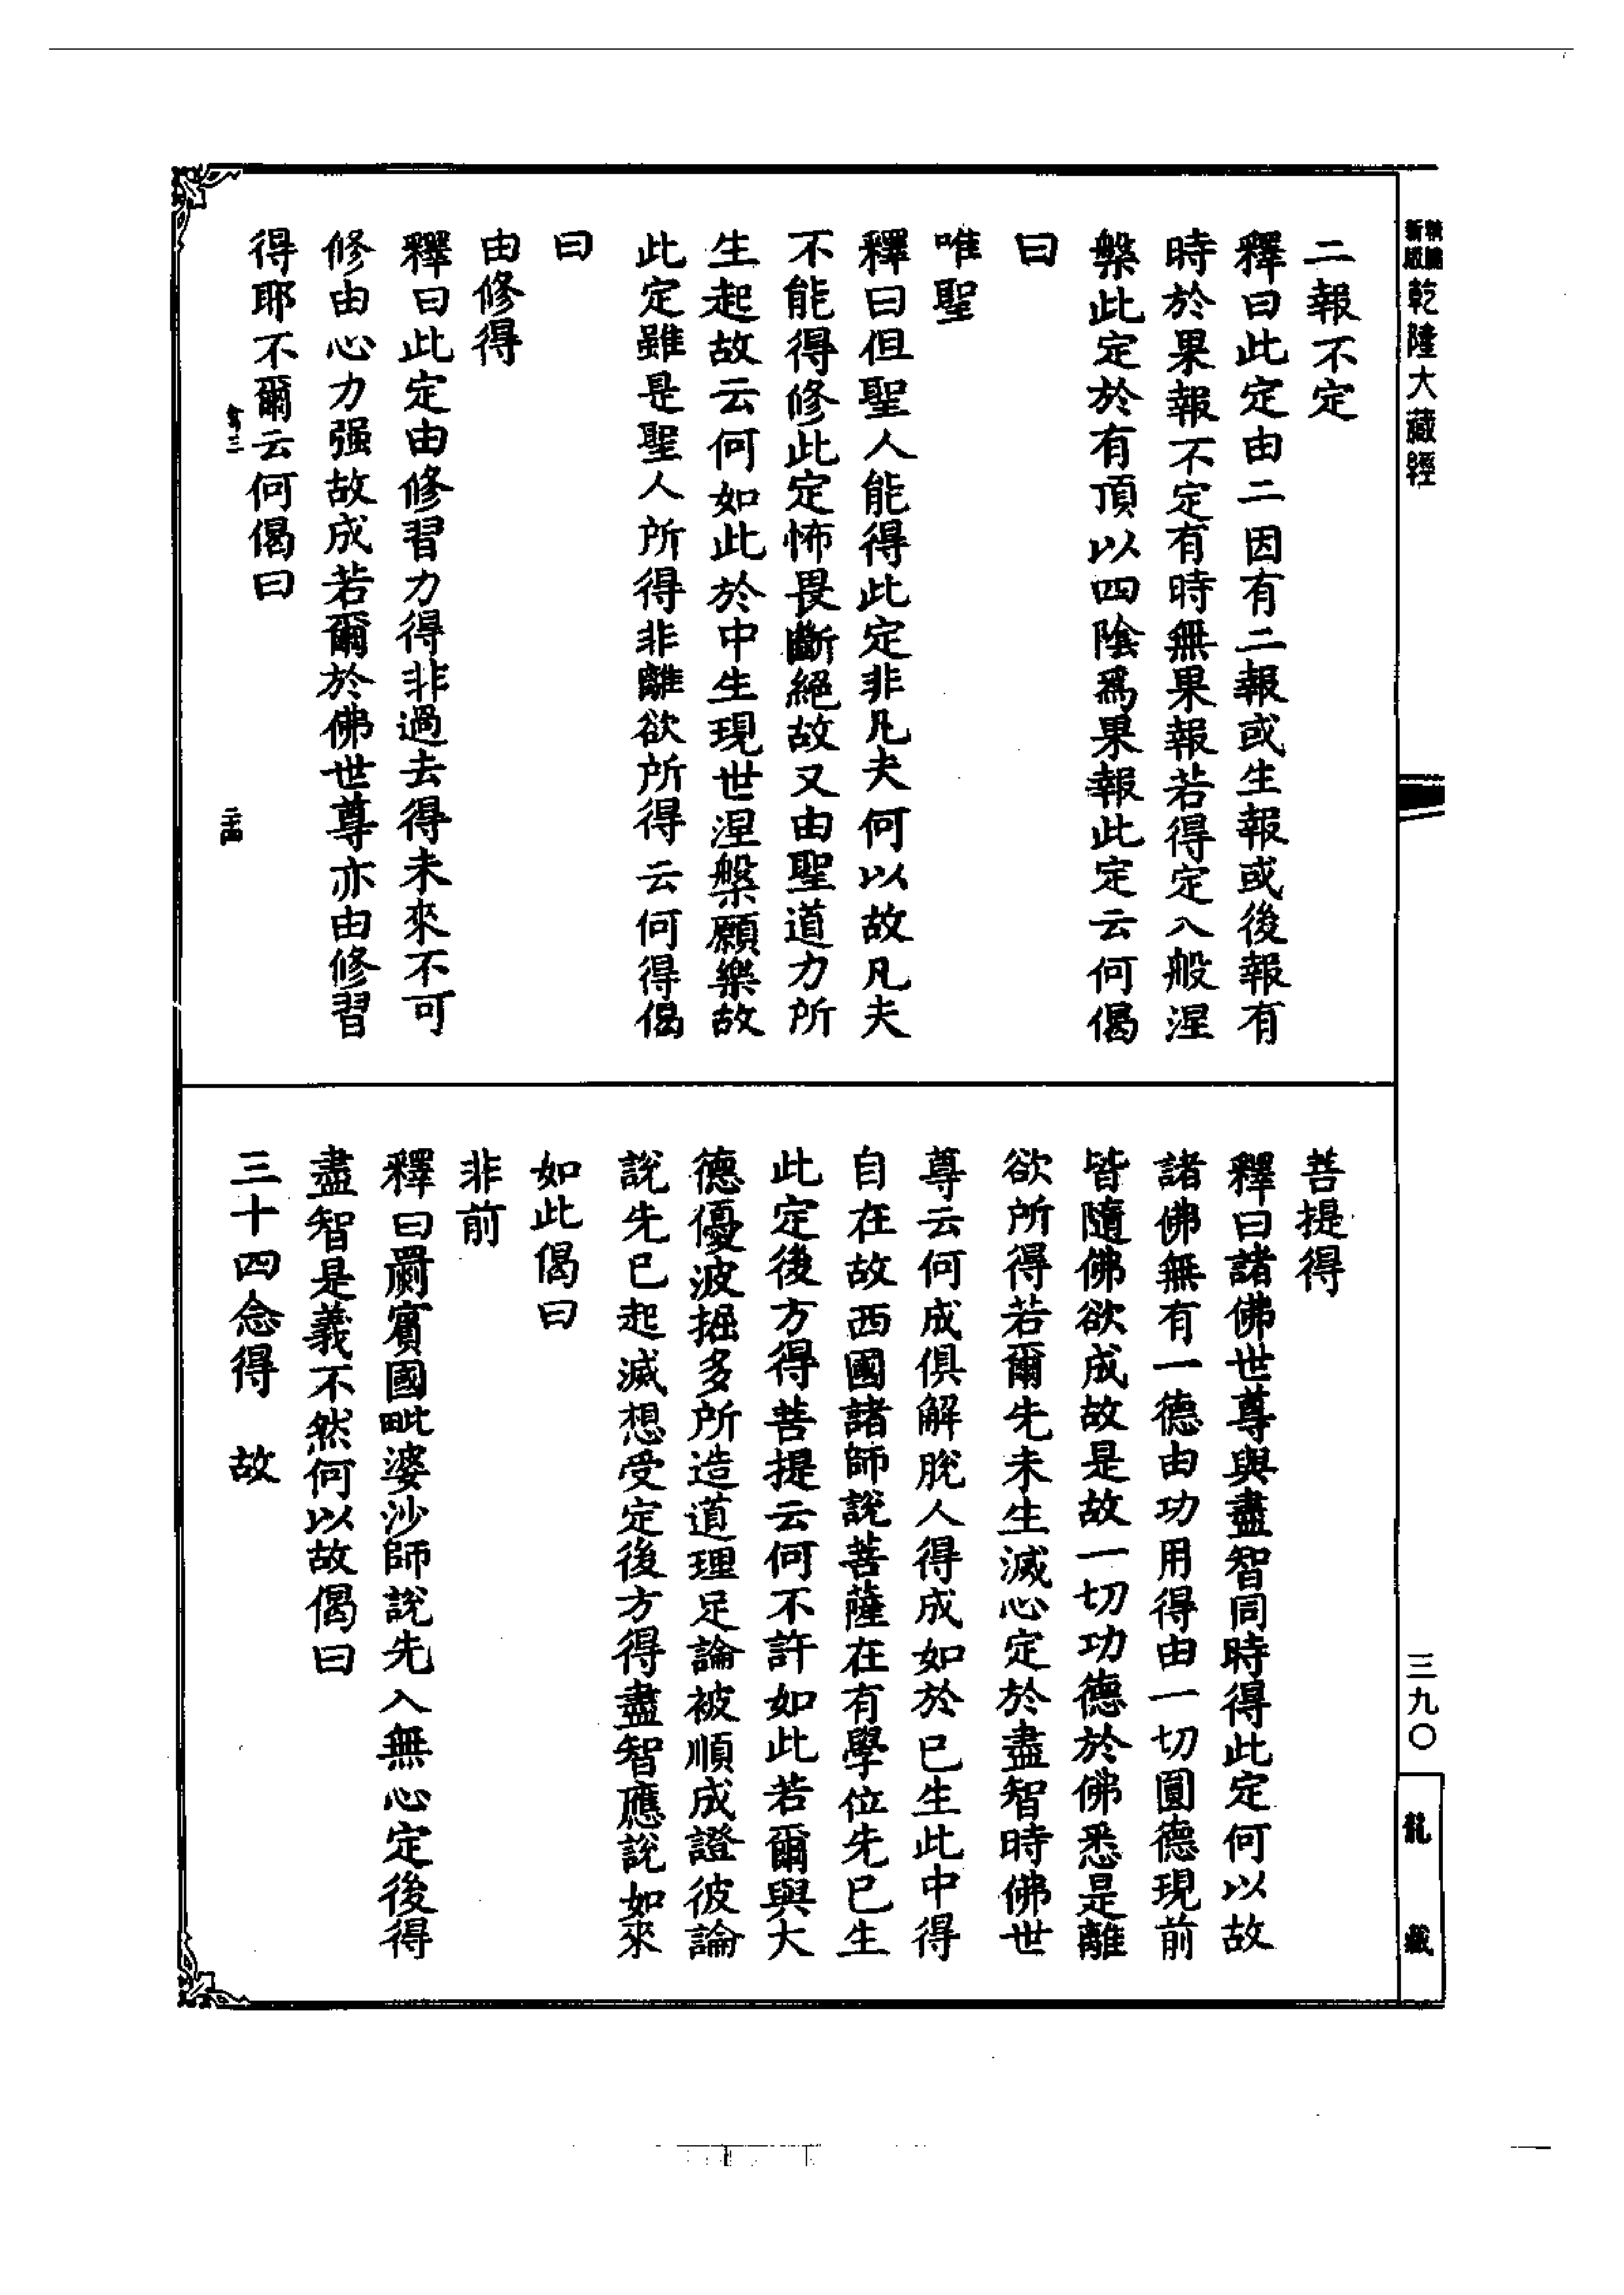 新版乾隆大藏經
二報不定
釋曰此定由二因有二報或生報或後報有
時於果報不定有時無果報若得定入般涅
槃此定於有頂以四陰爲果報此定云何偈
曰
唯聖
釋曰但聖人能得此定非凡夫何以故凡夫
不能得修此定怖畏斷絕故又由聖道力所
生起故云何如此於中生現世涅槃願樂故
此定雖是聖人所得非離欲所得云何得偈
曰
由修得
釋曰此定由修習力得非過去得未來不可
修由心力强故成若爾於佛世尊亦由修習
得耶不爾云何偈曰
菩提得
釋曰諸佛世尊與盡智同時得此定何以故
諸佛無有一德由功用得由一切圓德現前
皆隨佛欲成故是故一切功德於佛悉是離
欲所得若爾先未生滅心定於盡智時佛世
尊云何成俱解脫人得成如於已生此中得
自在故西國諸師說菩薩在有學位先已生
此定後方得菩提云何不許如此若爾與大
德優波掘多所造道理足論被順成證彼論
說先已起滅想受定後方得盡智應說如來
如此偈曰
非前
釋曰罽賓國毗婆沙師說先入無心定後得
盡智是義不然何以故偈曰
三十四念得　故
三九〇
龍藏